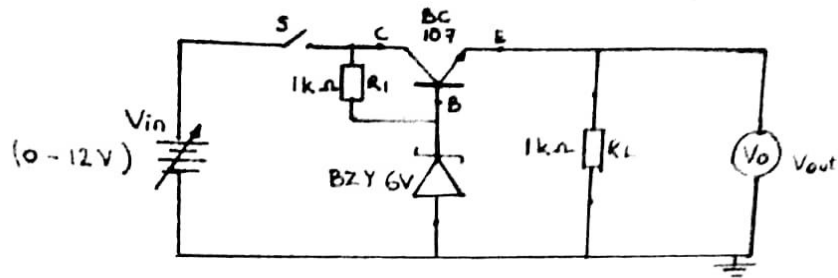 S
BC
107
C
E
1kΩ R1
B
Vin
(0-12V)
BZY 6V
1kΩ RL
Vo
Vout